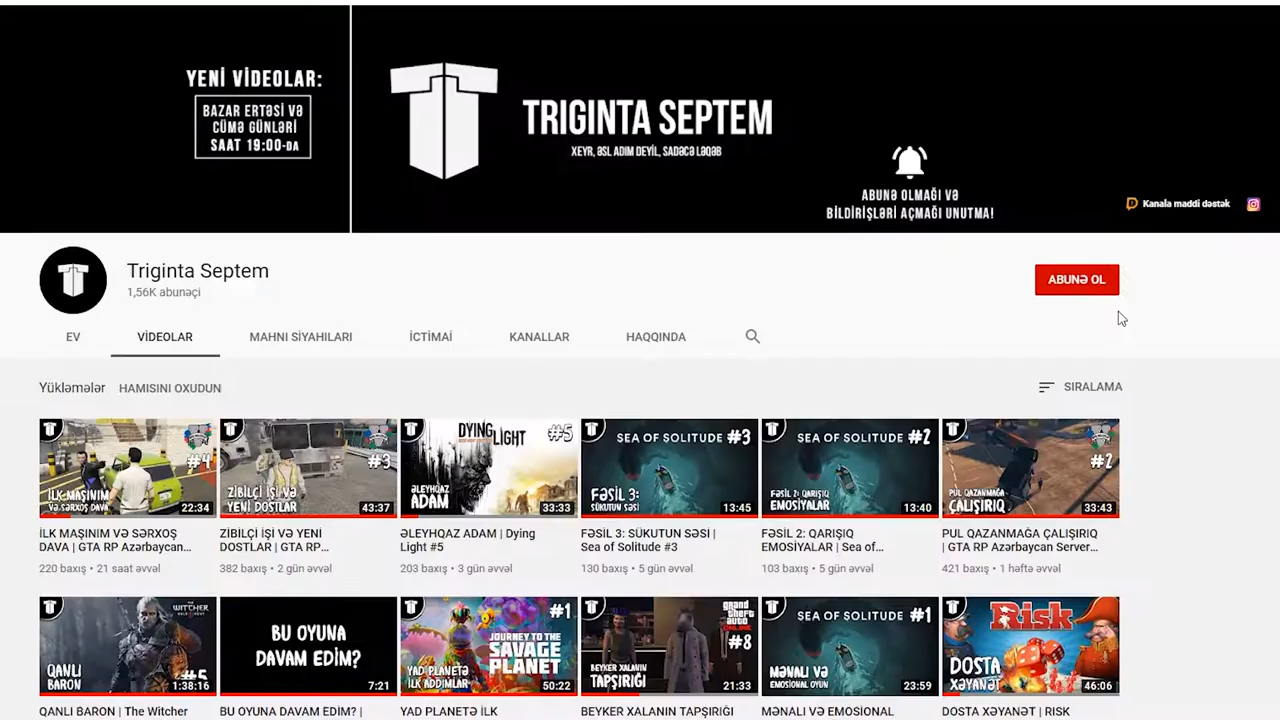 YENİ VİDEOLAR:
BAZAR ERTƏSİ VƏ
CÜMƏ GÜNLƏRİ
SAAT 19:00-DA
TRIGINTA SEPTEM
XEYR, ƏSL ADIM DEYİL, SADƏCƏ LƏQƏB
ABUNƏ OLMAĞI VƏ
BİLDİRİŞLƏRİ AÇMAĞI UNUTMA!
Kanala maddi dəstək
Triginta Septem
1,56K abunəçi
ABUNƏ OL
EV VİDEOLAR MAHNI SİYAHILARI İCTİMAİ KANALLAR HAQQINDA
Yükləmələr HAMISINI OXUDUN
SIRALAMA
#4
İLK MAŞINIM
VƏ SƏRXOŞ DAVA
22:34
#3
ZİBİLÇİ İŞİ VƏ
YENİ DOSTLAR
43:37
DYING
LIGHT
#5
ƏLEYHQAZ
ADAM
33:33
SEA OF SOLITUDE #3
FƏSİL 3:
SÜKUTUN SƏSİ
13:45
SEA OF SOLITUDE #2
FƏSİL 2: QARIŞIQ
EMOSİYALAR
13:40
#2
PUL QAZANMAĞA
ÇALIŞIRIQ
33:43
İLK MAŞINIM VƏ SƏRXOŞ
DAVA | GTA RP Azərbaycan...
220 baxış • 21 saat əvvəl
ZİBİLÇİ İŞİ VƏ YENİ
DOSTLAR | GTA RP...
382 baxış • 2 gün əvvəl
ƏLEYHQAZ ADAM | Dying
Light #5
203 baxış • 3 gün əvvəl
FƏSİL 3: SÜKUTUN SƏSİ |
Sea of Solitude #3
130 baxış • 5 gün əvvəl
FƏSİL 2: QARIŞIQ
EMOSİYALAR | Sea of...
103 baxış • 5 gün əvvəl
PUL QAZANMAĞA ÇALIŞIRIQ
| GTA RP Azərbaycan Server...
421 baxış • 1 həftə əvvəl
THE
WITCHER
QANLI
BARON
#5
1:38:16
BU OYUNA
DAVAM EDİM?
7:21
#1
JOURNEY TO THE
SAVAGE
PLANET
YAD PLANETƏ
İLK ADDIMLAR
50:22
grand
theft
auto
ONLINE
#8
BEYKER XALANIN
TAPŞIRIĞI
21:33
SEA OF SOLITUDE #1
MƏNALI VƏ
EMOSIONAL OYUN
23:59
RISK
DOSTA
XƏYANƏT
46:06
QANLI BARON | The Witcher
BU OYUNA DAVAM EDİM? |
YAD PLANETƏ İLK
BEYKER XALANIN TAPŞIRIĞI
MƏNALI VƏ EMOSIONAL
DOSTA XƏYANƏT | RISK